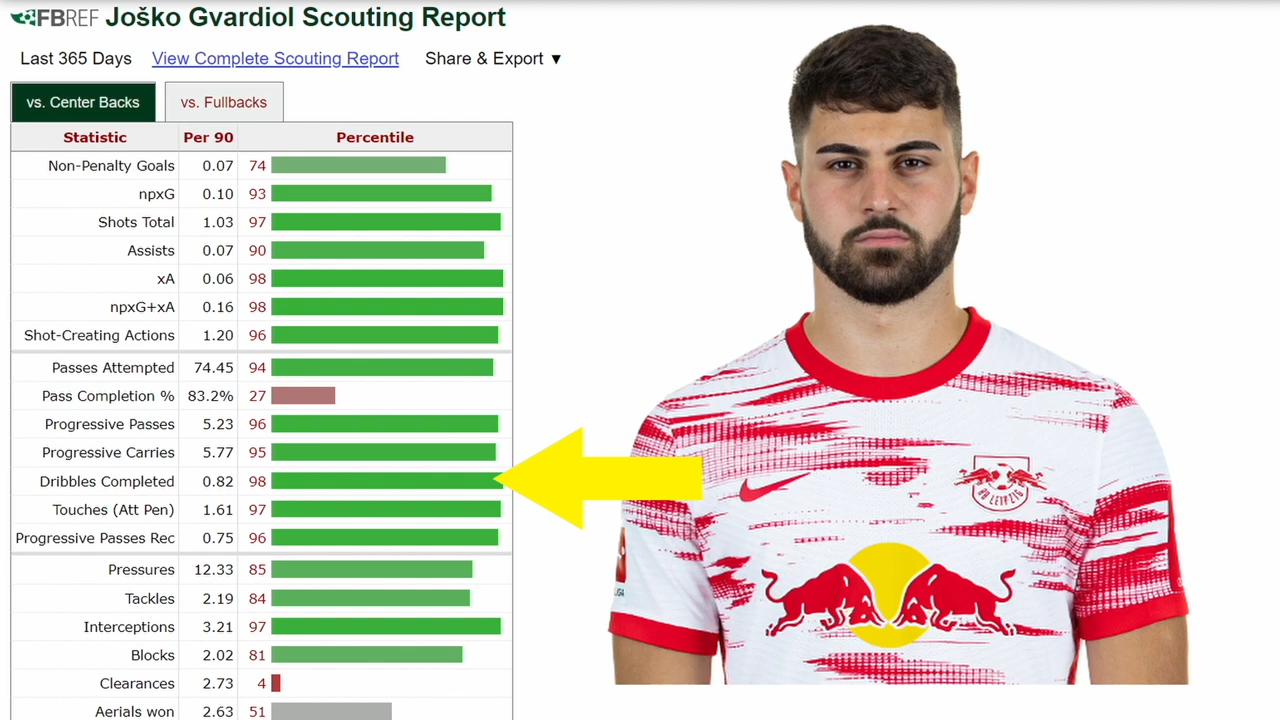 FBREF Joško Gvardiol Scouting Report
Last 365 Days View Complete Scouting Report Share & Export ▼
vs. Center Backs vs. Fullbacks
Statistic Per 90 Percentile
Non-Penalty Goals 0.07 74
npxG 0.10 93
Shots Total 1.03 97
Assists 0.07 90
xA 0.06 98
npxG+xA 0.16 98
Shot-Creating Actions 1.20 96
Passes Attempted 74.45 94
Pass Completion % 83.2% 27
Progressive Passes 5.23 96
Progressive Carries 5.77 95
Dribbles Completed 0.62 98
Touches (Att Pen) 1.61 97
Progressive Passes Rec 0.75 96
Pressures 12.33 85
Tackles 2.19 84
Interceptions 3.21 97
Blocks 2.02 81
Clearances 2.73 4
Aerials won 2.63 51
RB LEIPZIG